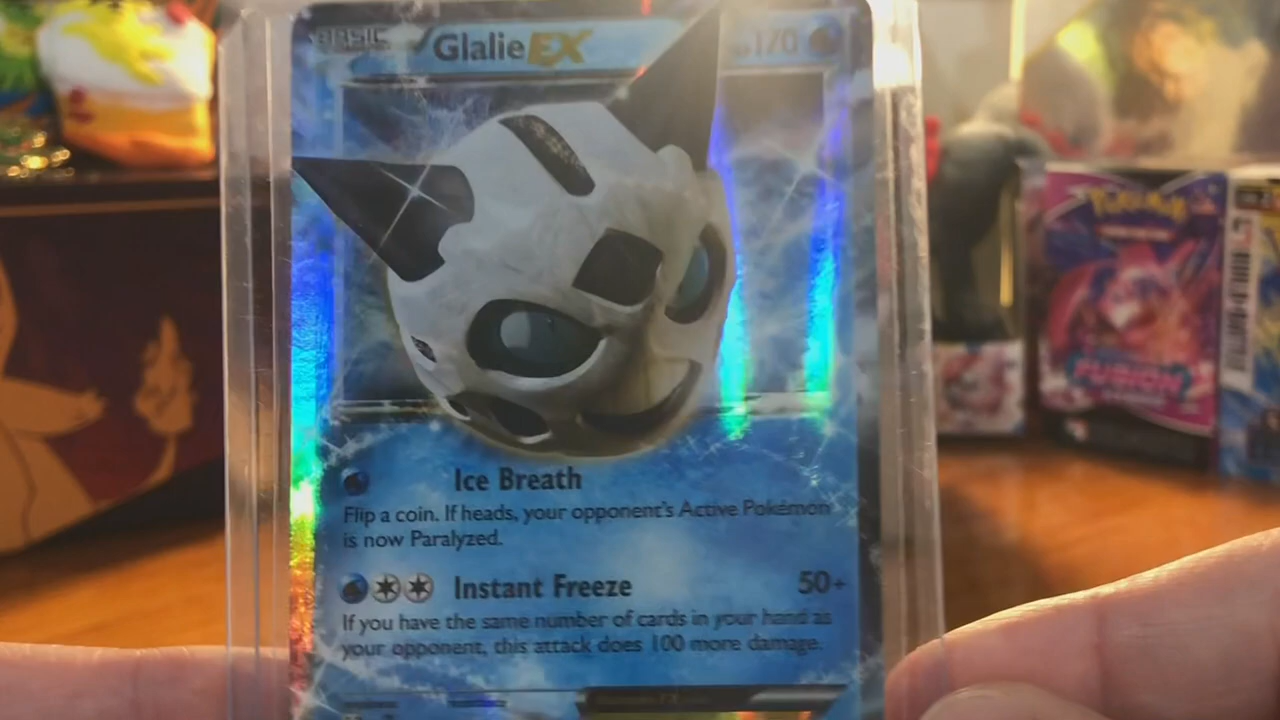 BASIC Glalie EX 170
Ice Breath
Flip a coin. If heads, your opponent's Active Pokémon
is now Paralyzed.
Instant Freeze 50+
If you have the same number of cards in your hand as
your opponent, this attack does 100 more damage.
POKÉMON
FUSION